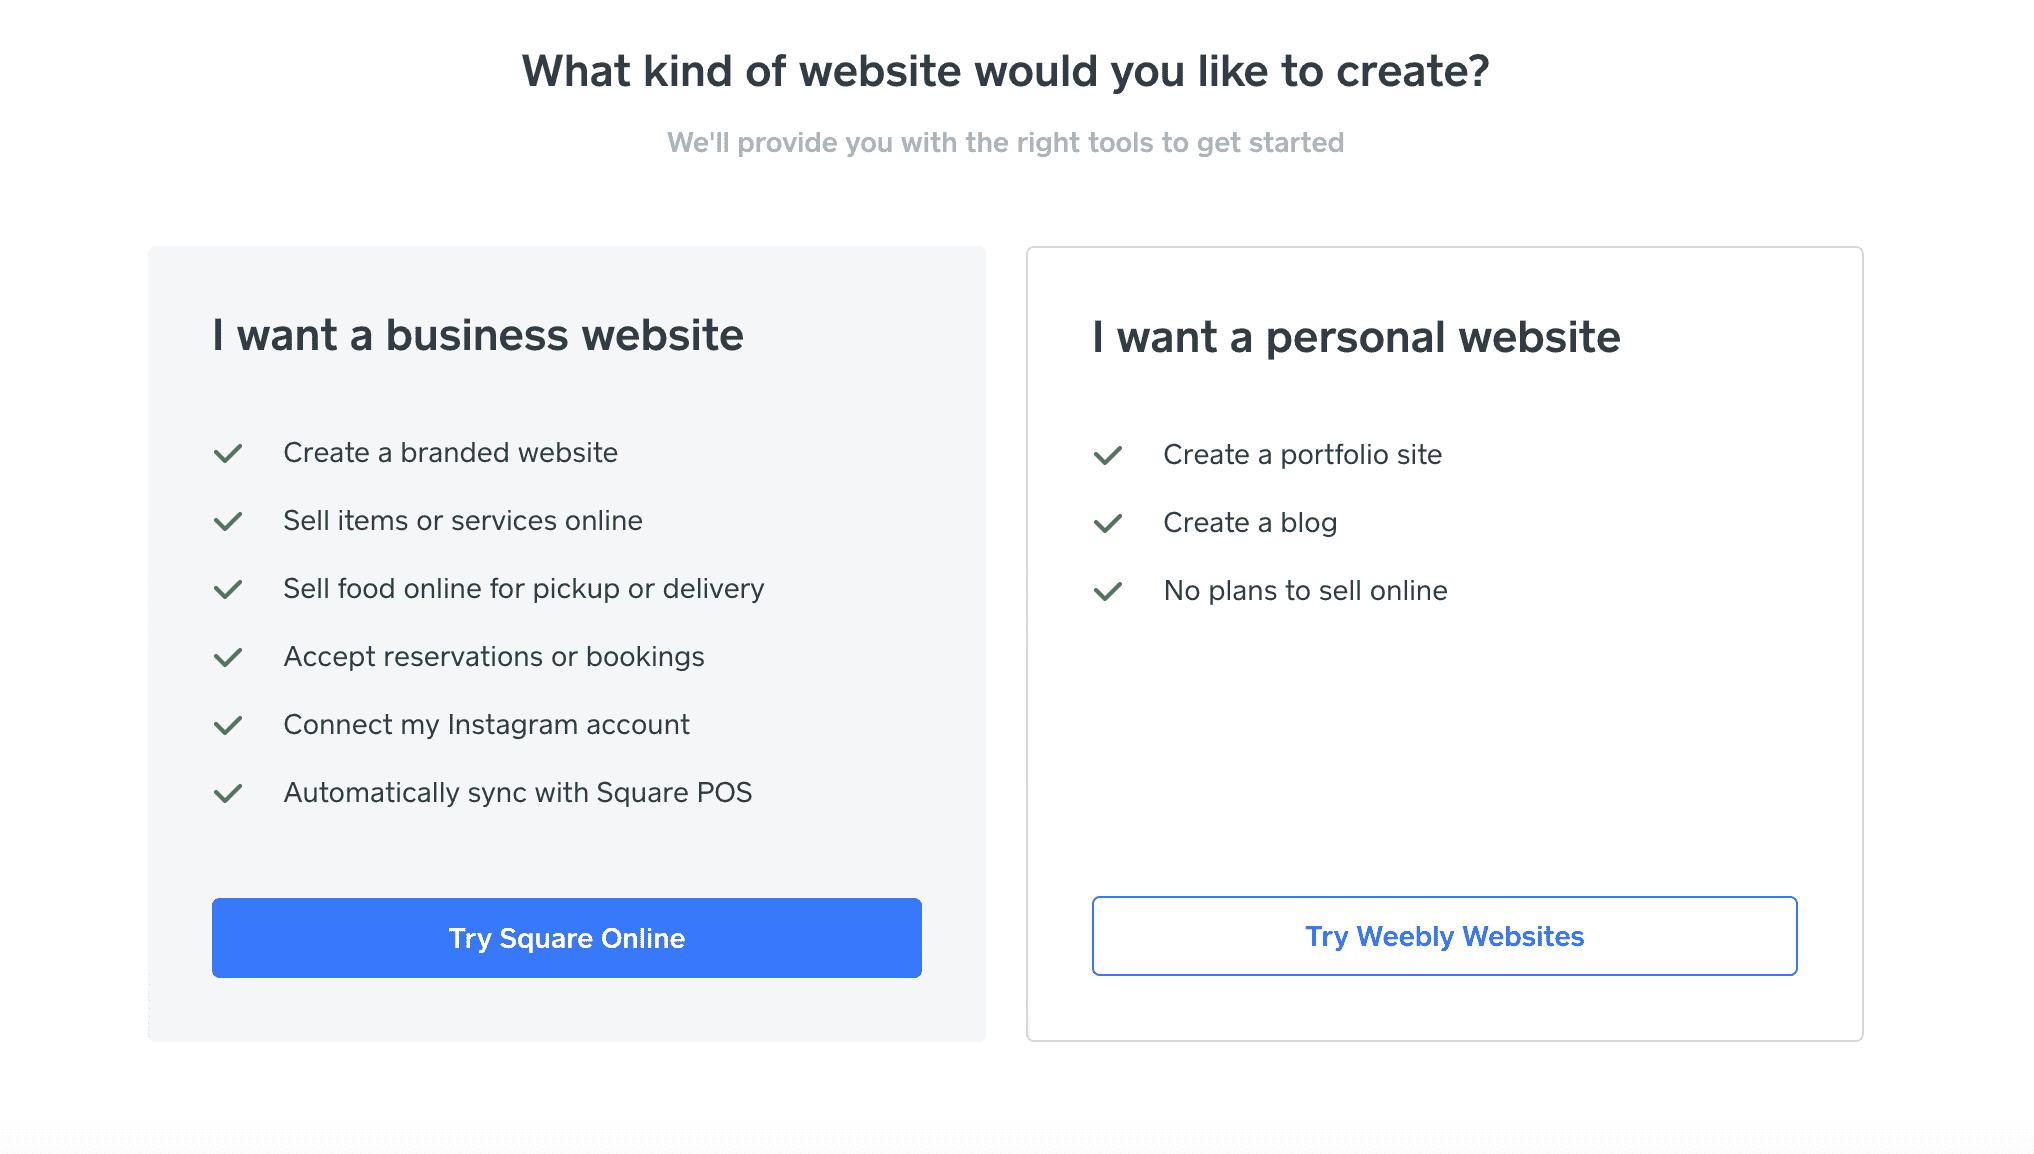 What kind of website would you like to create?
We'll provide you with the right tools to get started
I want a business website
Create a branded website
Sell items or services online
Sell food online for pickup or delivery
Accept reservations or bookings
Connect my Instagram account
Automatically sync with Square POS
Try Square Online
I want a personal website
Create a portfolio site
Create a blog
No plans to sell online
Try Weebly Websites